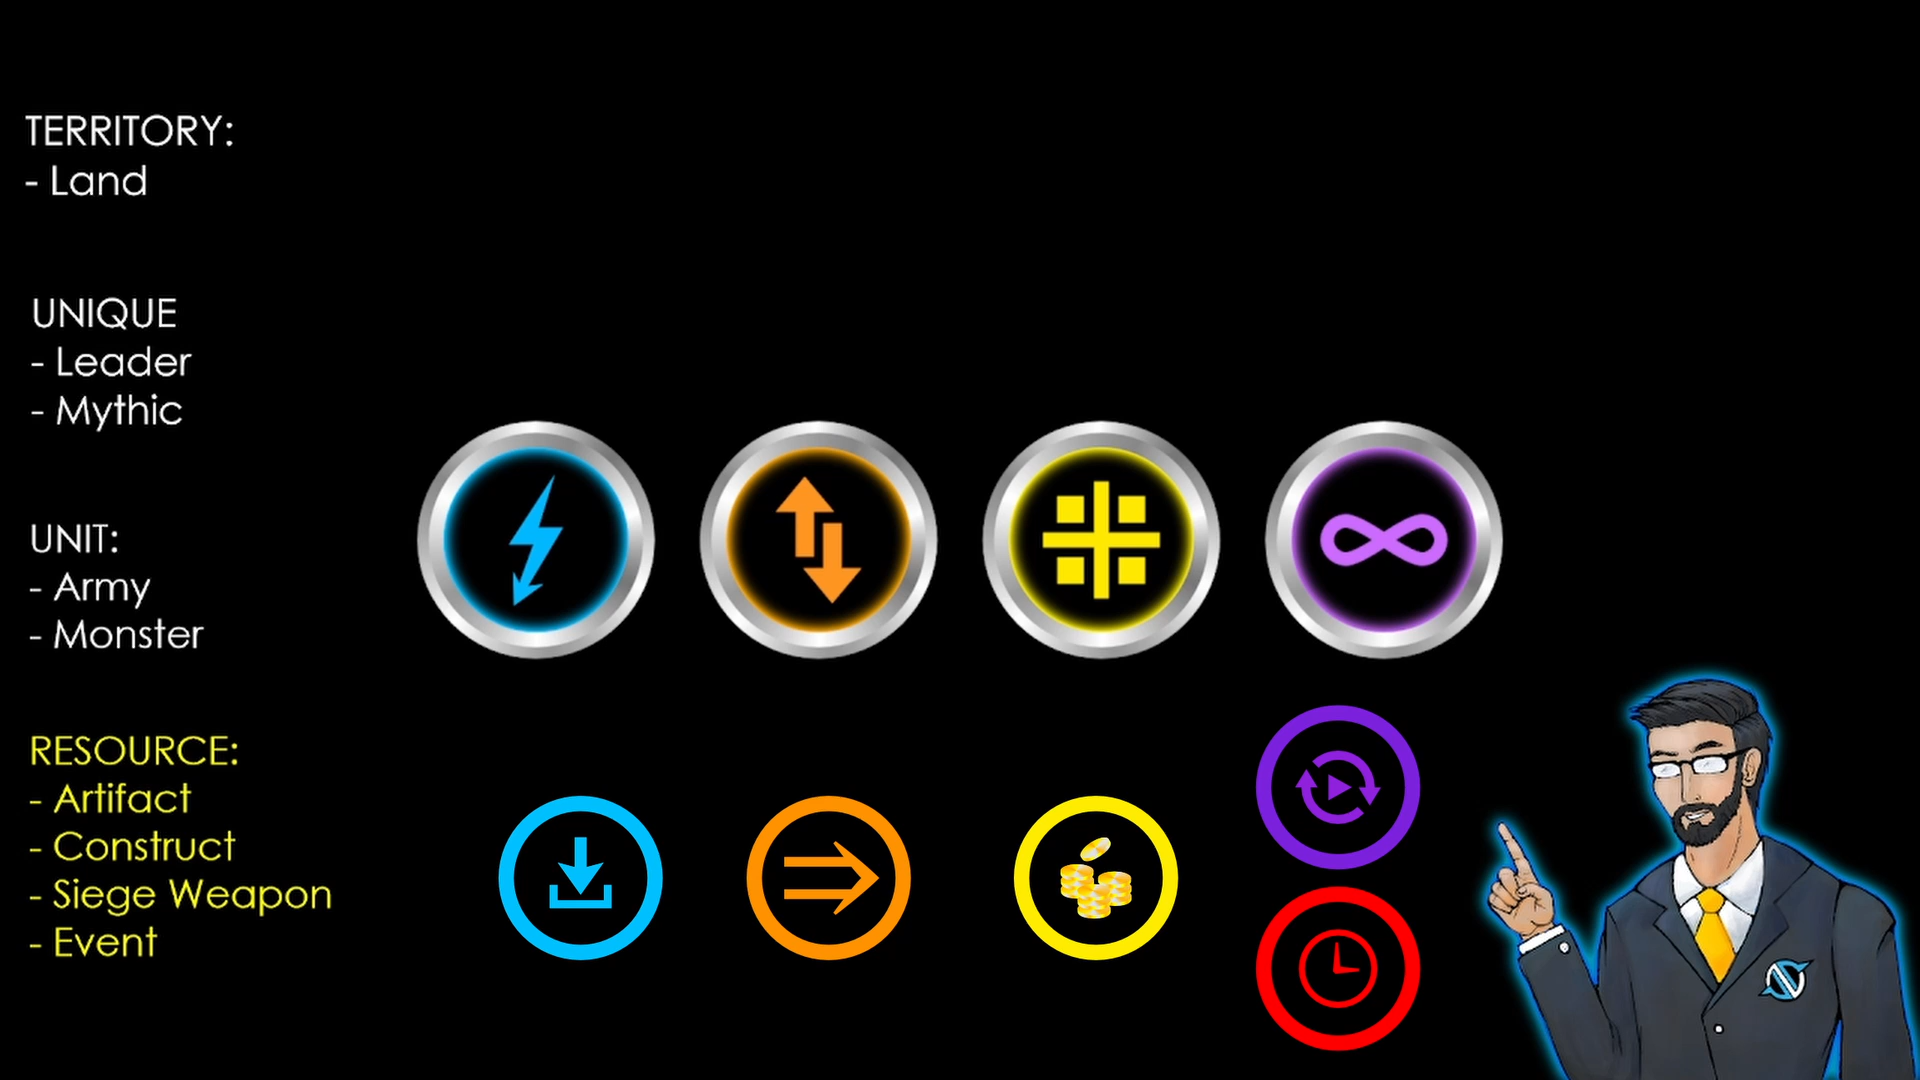 TERRITORY:
- Land
UNIQUE
- Leader
- Mythic
UNIT:
- Army
- Monster
RESOURCE:
- Artifact
- Construct
- Siege Weapon
- Event